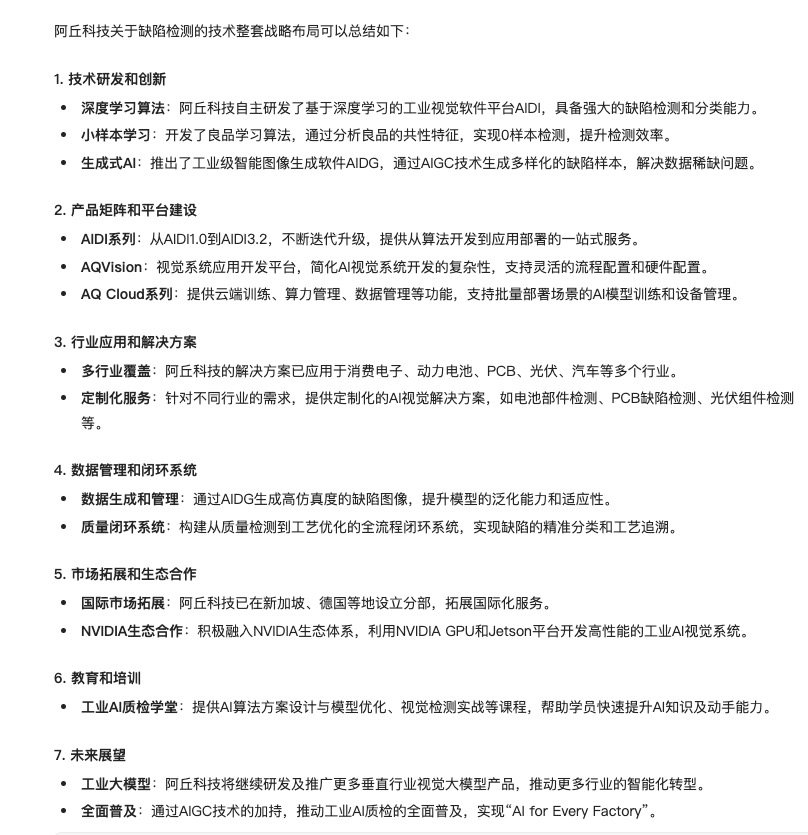 阿丘科技关于缺陷检测的技术整套战略布局可以总结如下：
1. 技术研发和创新
• 深度学习算法：阿丘科技自主研发了基于深度学习的工业视觉软件平台AIDI，具备强大的缺陷检测和分类能力。
• 小样本学习：开发了良品学习算法，通过分析良品的共性特征，实现0样本检测，提升检测效率。
• 生成式AI：推出了工业级智能图像生成软件AIDG，通过AIGC技术生成多样化的缺陷样本，解决数据稀缺问题。
2. 产品矩阵和平台建设
• AIDI系列：从AIDI1.0到AIDI3.2，不断迭代升级，提供从算法开发到应用部署的一站式服务。
• AQVision：视觉系统应用开发平台，简化AI视觉系统开发的复杂性，支持灵活的流程配置和硬件配置。
• AQ Cloud系列：提供云端训练、算力管理、数据管理等功能，支持批量部署场景的AI模型训练和设备管理。
3. 行业应用和解决方案
• 多行业覆盖：阿丘科技的解决方案已应用于消费电子、动力电池、PCB、光伏、汽车等多个行业。
• 定制化服务：针对不同行业的需求，提供定制化的AI视觉解决方案，如电池部件检测、PCB缺陷检测、光伏组件检测
等。
4. 数据管理和闭环系统
• 数据生成和管理：通过AIDG生成高仿真度的缺陷图像，提升模型的泛化能力和适应性。
• 质量闭环系统：构建从质量检测到工艺优化的全流程闭环系统，实现缺陷的精准分类和工艺追溯。
5. 市场拓展和生态合作
• 国际市场拓展：阿丘科技已在新加坡、德国等地设立分部，拓展国际化服务。
• NVIDIA生态合作：积极融入NVIDIA生态体系，利用NVIDIA GPU和Jetson平台开发高性能的工业AI视觉系统。
6. 教育和培训
• 工业AI质检学堂：提供AI算法方案设计与模型优化、视觉检测实战等课程，帮助学员快速提升AI知识及动手能力。
7. 未来展望
• 工业大模型：阿丘科技将继续研发及推广更多垂直行业视觉大模型产品，推动更多行业的智能化转型。
• 全面普及：通过AIGC技术的加持，推动工业AI质检的全面普及，实现“AI for Every Factory”。